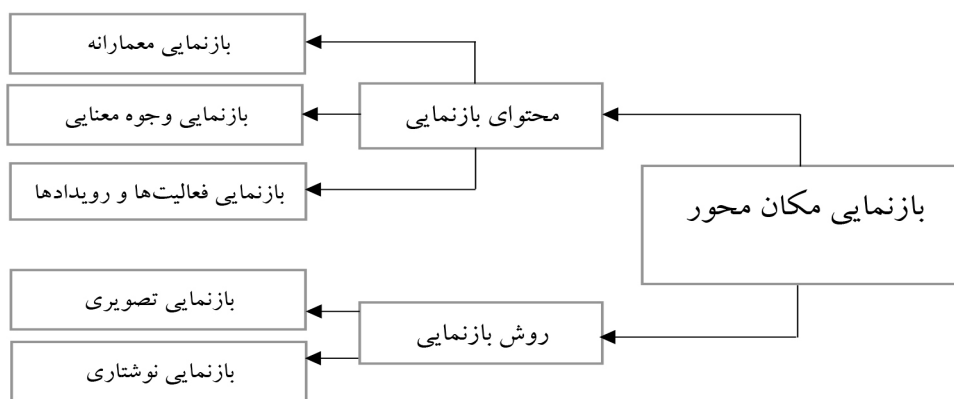 بازنمایی مکان محور
محتوای بازنمایی
بازنمایی معمارانه
بازنمایی وجوه معنایی
بازنمایی فعالیت‌ها و رویدادها
روش بازنمایی
بازنمایی تصویری
بازنمایی نوشتاری